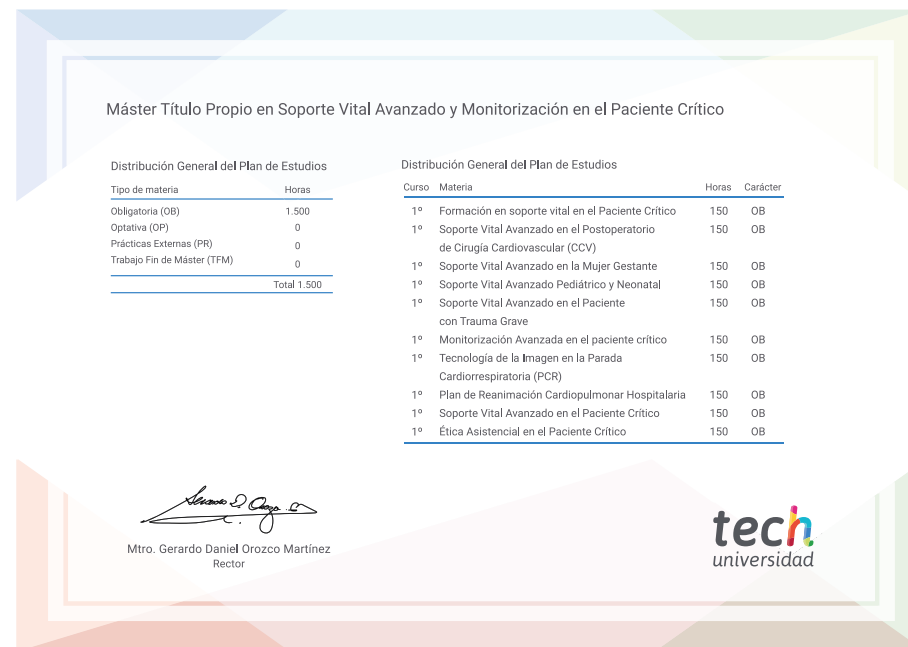 Máster Título Propio en Soporte Vital Avanzado y Monitorización en el Paciente Crítico
Distribución General del Plan de Estudios
Tipo de materia Horas
Obligatoria (OB) 1.500
Optativa (OP) 0
Prácticas Externas (PR) 0
Trabajo Fin de Máster (TFM) 0
Total 1.500
Distribución General del Plan de Estudios
Curso Materia Horas Carácter
1º Formación en soporte vital en el Paciente Crítico 150 OB
1º Soporte Vital Avanzado en el Postoperatorio 150 OB
de Cirugía Cardiovascular (CCV)
1º Soporte Vital Avanzado en la Mujer Gestante 150 OB
1º Soporte Vital Avanzado Pediátrico y Neonatal 150 OB
1º Soporte Vital Avanzado en el Paciente 150 OB
con Trauma Grave
1º Monitorización Avanzada en el paciente crítico 150 OB
1º Tecnología de la Imagen en la Parada 150 OB
Cardiorrespiratoria (PCR)
1º Plan de Reanimación Cardiopulmonar Hospitalaria 150 OB
1º Soporte Vital Avanzado en el Paciente Crítico 150 OB
1º Ética Asistencial en el Paciente Crítico 150 OB
Mtro. Gerardo Daniel Orozco Martínez
Rector
tech
universidad